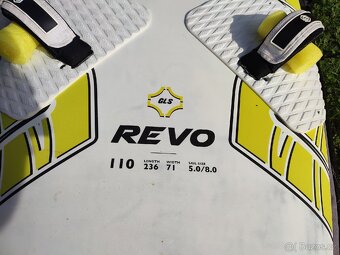 GLS
REVO
110 LENGTH WIDTH SAIL SIZE
236 71 5.0/8.0